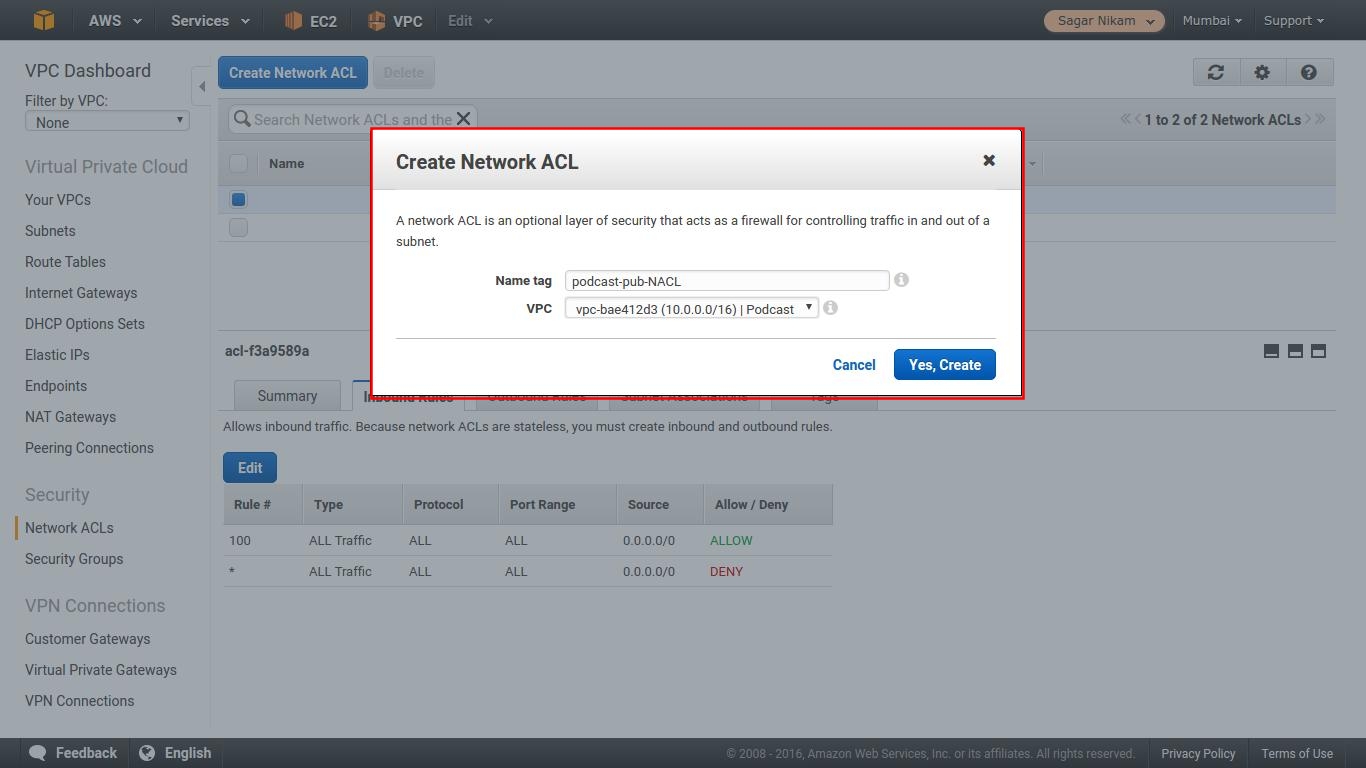 AWS Services EC2 VPC Edit Sagar Nikam Mumbai Support
VPC Dashboard
Filter by VPC:
None
Virtual Private Cloud
Your VPCs
Subnets
Route Tables
Internet Gateways
DHCP Options Sets
Elastic IPs
Endpoints
NAT Gateways
Peering Connections
Security
Network ACLs
Security Groups
VPN Connections
Customer Gateways
Virtual Private Gateways
VPN Connections
Create Network ACL Delete
Search Network ACLs and the
1 to 2 of 2 Network ACLs
Name
Create Network ACL
A network ACL is an optional layer of security that acts as a firewall for controlling traffic in and out of a
subnet.
Name tag podcast-pub-NACL
VPC vpc-bae412d3 (10.0.0.0/16) | Podcast
Cancel Yes, Create
acl-f3a9589a
Summary Inbound Rules Outbound Rules Subnet Associations Tags
Allows inbound traffic. Because network ACLs are stateless, you must create inbound and outbound rules.
Edit
Rule # Type Protocol Port Range Source Allow / Deny
100 ALL Traffic ALL ALL 0.0.0.0/0 ALLOW
* ALL Traffic ALL ALL 0.0.0.0/0 DENY
Feedback English © 2008 - 2016, Amazon Web Services, Inc. or its affiliates. All rights reserved. Privacy Policy Terms of Use